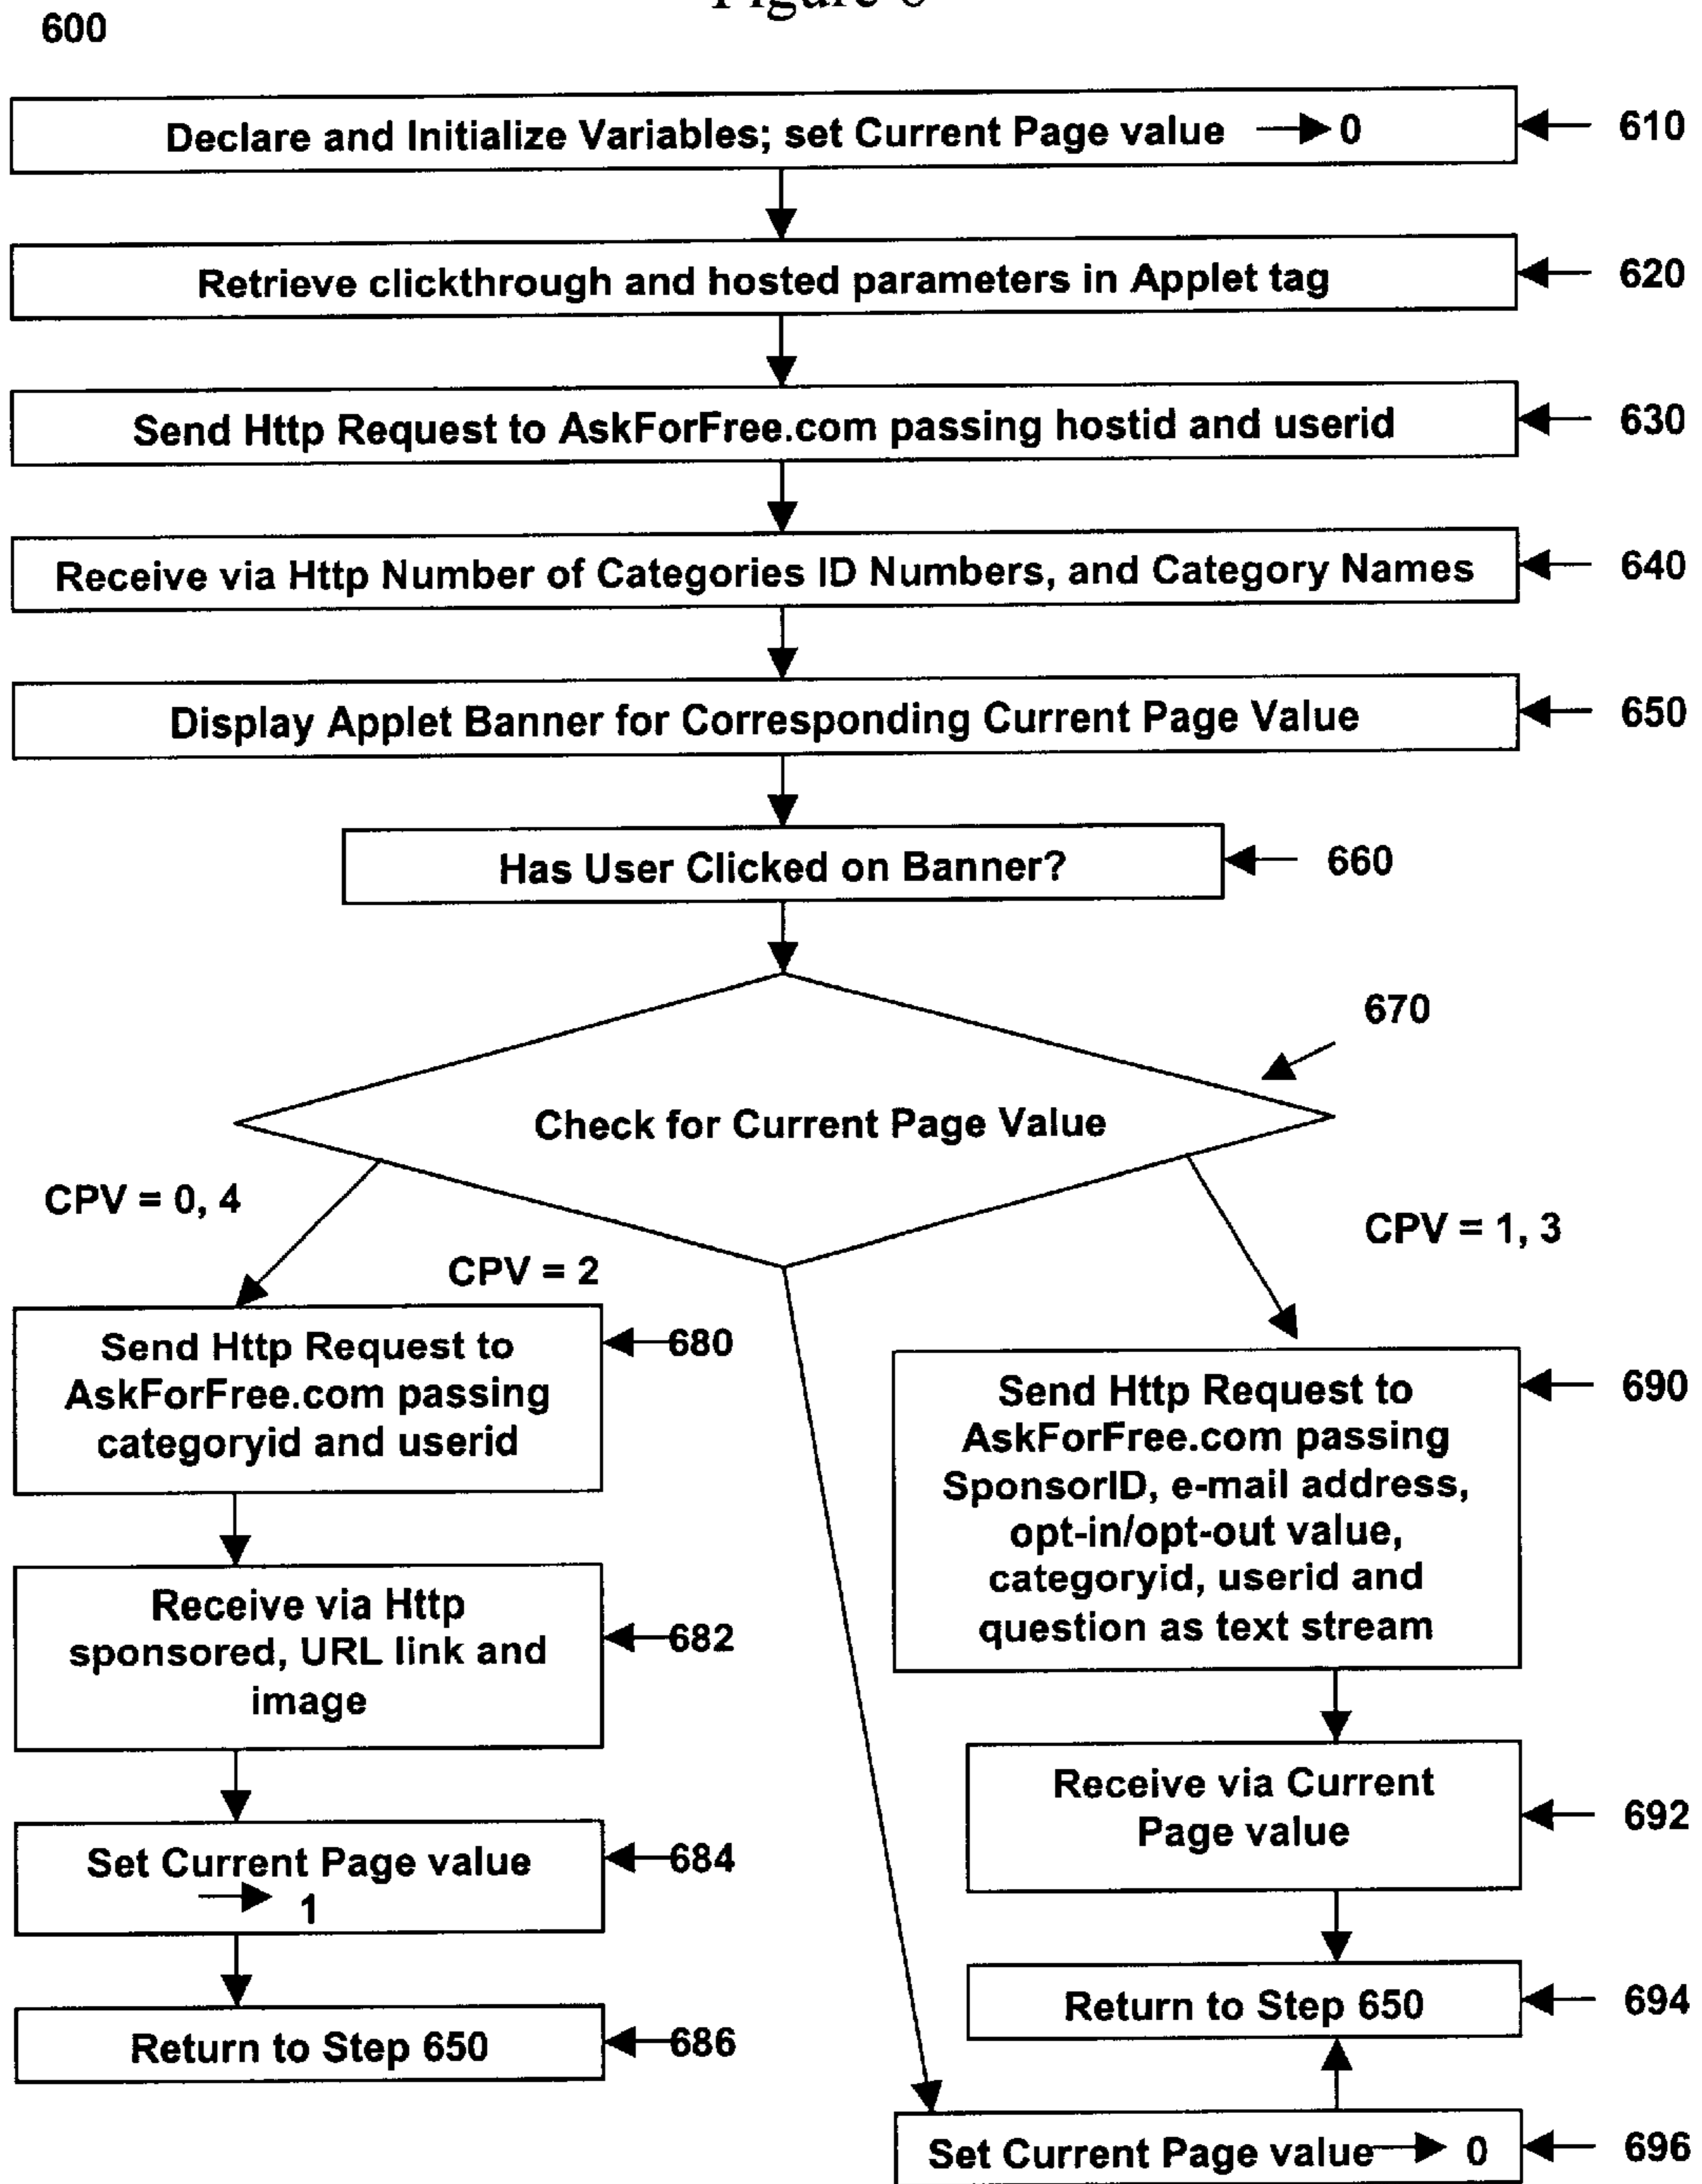 600
Declare and Initialize Variables; set Current Page value → 0
610
Retrieve clickthrough and hosted parameters in Applet tag
620
Send Http Request to AskForFree.com passing hostid and userid
630
Receive via Http Number of Categories ID Numbers, and Category Names
640
Display Applet Banner for Corresponding Current Page Value
650
Has User Clicked on Banner?
660
670
Check for Current Page Value
CPV = 0, 4
CPV = 2
CPV = 1, 3
Send Http Request to
AskForFree.com passing
categoryid and userid
680
Receive via Http
sponsored, URL link and
image
682
Set Current Page value
→ 1
684
Return to Step 650
686
Send Http Request to
AskForFree.com passing
SponsorID, e-mail address,
opt-in/opt-out value,
categoryid, userid and
question as text stream
690
Receive via Current
Page value
692
Return to Step 650
694
Set Current Page value → 0
696